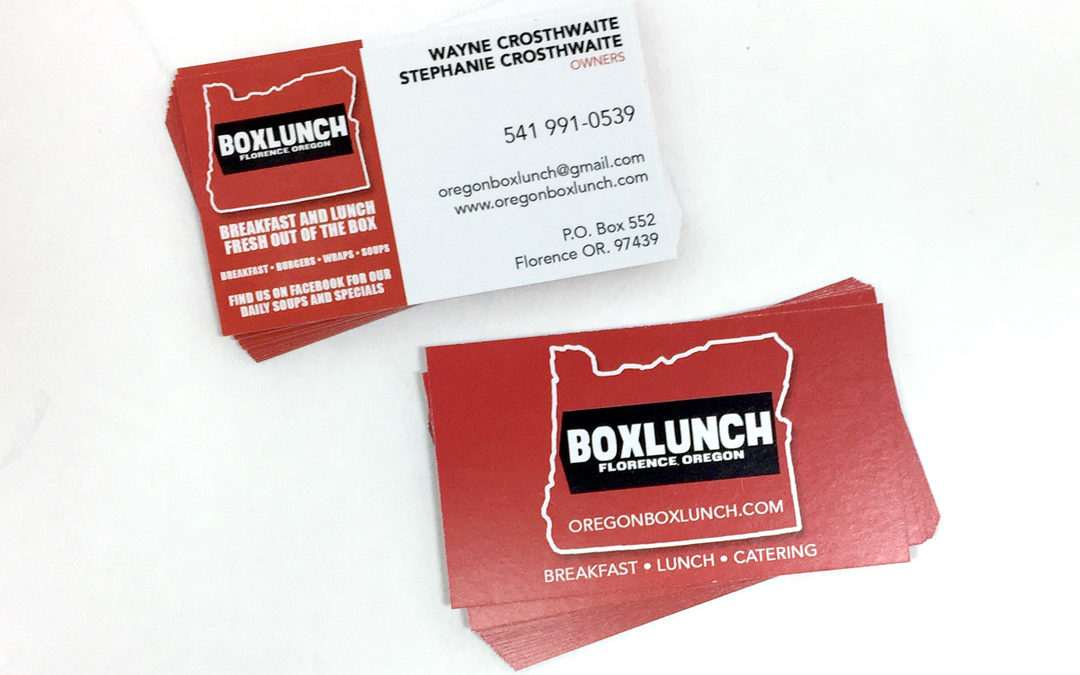 BOXLUNCH
FLORENCE, OREGON
BREAKFAST AND LUNCH
FRESH OUT OF THE BOX
BREAKFAST • BURGERS • WRAPS • SOUPS
FIND US ON FACEBOOK FOR OUR
DAILY SOUPS AND SPECIALS
WAYNE CROSTHWAITE
STEPHANIE CROSTHWAITE
OWNERS
541 991-0539
oregonboxlunch@gmail.com
www.oregonboxlunch.com
P.O. Box 552
Florence OR. 97439
BOXLUNCH
FLORENCE, OREGON
OREGONBOXLUNCH.COM
BREAKFAST • LUNCH • CATERING